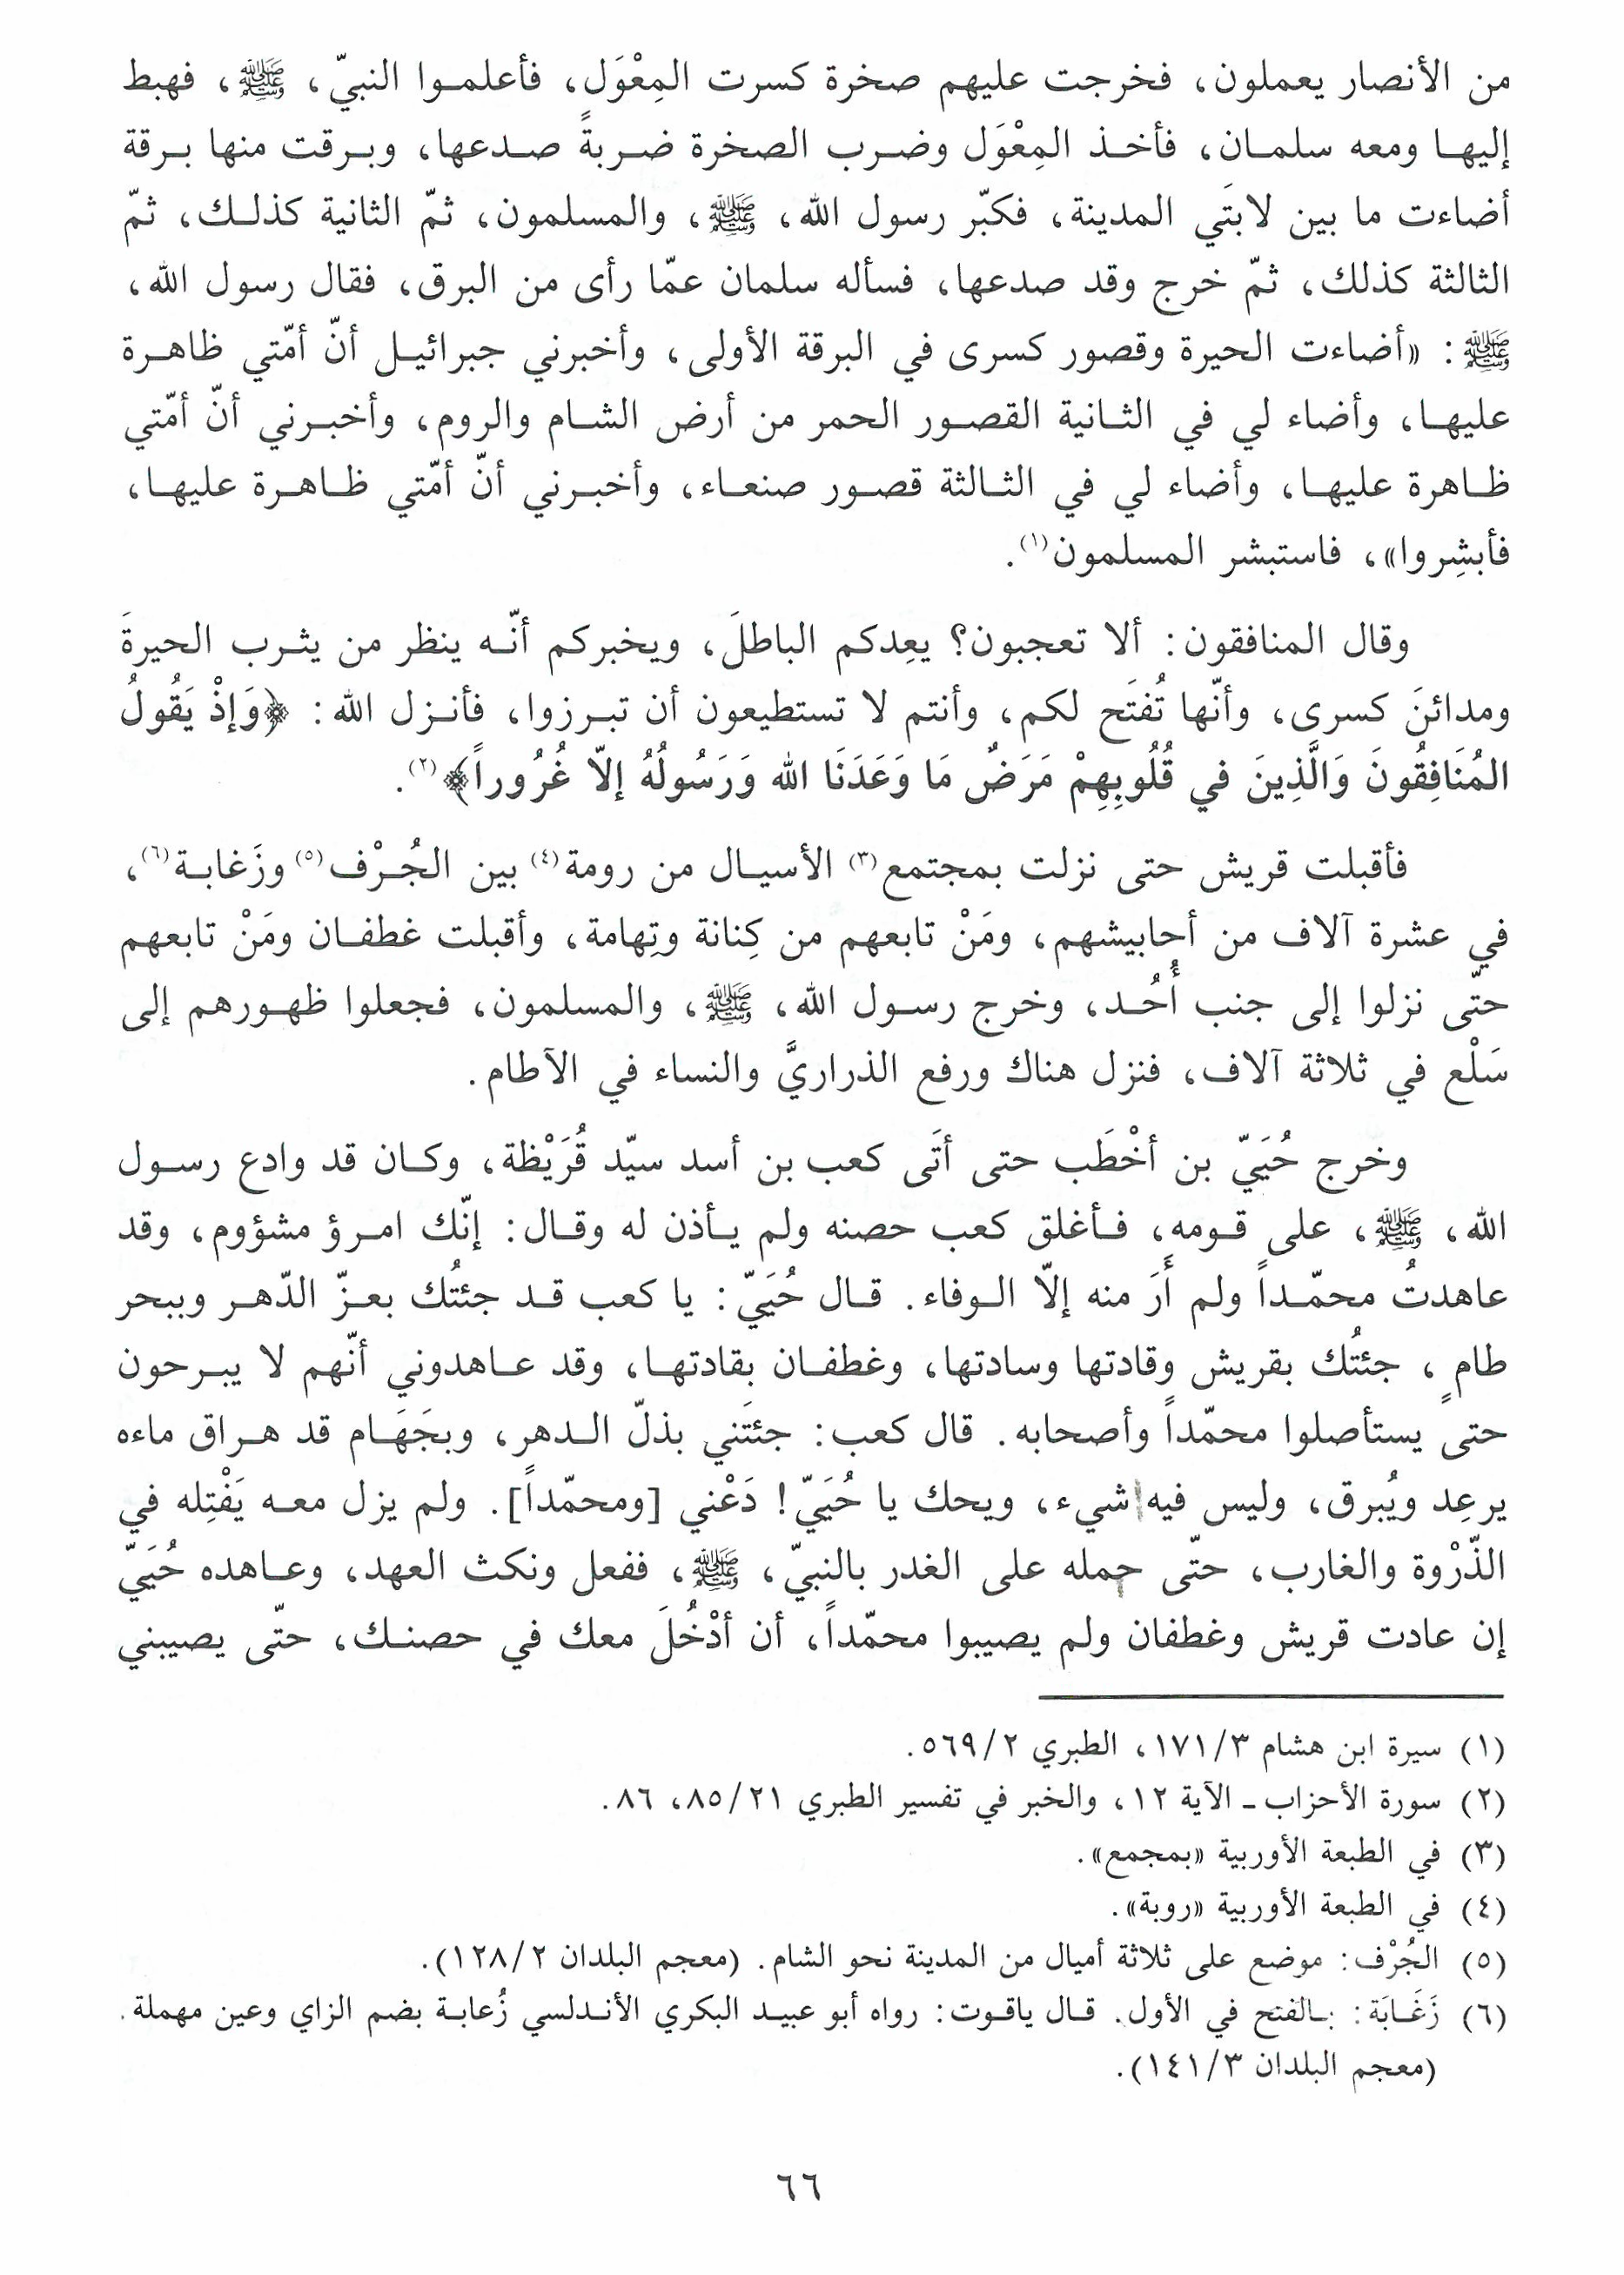 من الأنصار يعملون، فخرجت عليهم صخرة كسرت المِعْوَل، فأعلموا النبيّ، ﷺ، فهبط
إليها ومعه سلمان، فأخذ المِعْوَل وضرب الصخرة ضربةً صدعها، وبرقت منها برقة
أضاءت ما بين لابتَي المدينة، فكبّر رسول الله، ﷺ، والمسلمون، ثمّ الثانية كذلك، ثمّ
الثالثة كذلك، ثمّ خرج وقد صدعها، فسأله سلمان عمّا رأى من البرق، فقال رسول الله،
ﷺ: «أضاءت الحيرة وقصور كسرى في البرقة الأولى، وأخبرني جبرائيل أنّ أمّتي ظاهرة
عليها، وأضاء لي في الثانية القصور الحمر من أرض الشام والروم، وأخبرني أنّ أمّتي
ظاهرة عليها، وأضاء لي في الثالثة قصور صنعاء، وأخبرني أنّ أمّتي ظاهرة عليها،
فأبشِروا»، فاستبشر المسلمون(١).
وقال المنافقون: ألا تعجبون؟ يعِدكم الباطلَ، ويخبركم أنّه ينظر من يثرب الحيرةَ
ومدائنَ كسرى، وأنّها تُفتَح لكم، وأنتم لا تستطيعون أن تبرزوا، فأنزل الله: ﴿وَإِذْ يَقُولُ
المُنَافِقُونَ وَالَّذِينَ في قُلُوبِهِمْ مَرَضٌ مَا وَعَدَنَا الله وَرَسُولُهُ إلاّ غُرُوراً﴾(٢).
فأقبلت قريش حتى نزلت بمجتمع(٣) الأسيال من رومة(٤) بين الجُرْف(٥) وزَغابة(٦)،
في عشرة آلاف من أحابيشهم، ومَنْ تابعهم من كِنانة وتِهامة، وأقبلت غطفان ومَنْ تابعهم
حتّى نزلوا إلى جنب أُحُد، وخرج رسول الله، ﷺ، والمسلمون، فجعلوا ظهورهم إلى
سَلْع في ثلاثة آلاف، فنزل هناك ورفع الذراريَّ والنساء في الآطام.
وخرج حُيَيّ بن أخْطَب حتى أتَى كعب بن أسد سيّد قُرَيْظة، وكان قد وادع رسول
الله، ﷺ، على قومه، فأغلق كعب حصنه ولم يأذن له وقال: إنّك امرؤ مشؤوم، وقد
عاهدتُ محمّداً ولم أَرَ منه إلاّ الوفاء. قال حُيَيّ: يا كعب قد جئتُك بعزّ الدّهر وببحر
طامٍ، جئتُك بقريش وقادتها وسادتها، وغطفان بقادتها، وقد عاهدوني أنّهم لا يبرحون
حتى يستأصلوا محمّداً وأصحابه. قال كعب: جئتَني بذلّ الدهر، وبجَهَام قد هراق ماءه
يرعِد ويُبرق، وليس فيه شيء، ويحك يا حُيَيّ! دَعْني [ومحمّداً]. ولم يزل معه يَفْتِله في
الذّرْوة والغارب، حتّى حمله على الغدر بالنبيّ، ﷺ، ففعل ونكث العهد، وعاهده حُيَيّ
إن عادت قريش وغطفان ولم يصيبوا محمّداً، أن أدْخُلَ معك في حصنك، حتّى يصيبني
(١) سيرة ابن هشام ١٧١/٣، الطبري ٥٦٩/٢.
(٢) سورة الأحزاب ـ الآية ١٢، والخبر في تفسير الطبري ٨٥/٢١، ٨٦.
(٣) في الطبعة الأوربية «بمجمع».
(٤) في الطبعة الأوربية «روبة».
(٥) الجُرْف: موضع على ثلاثة أميال من المدينة نحو الشام. (معجم البلدان ١٢٨/٢).
(٦) زَغَابَة: بالفتح في الأول. قال ياقوت: رواه أبو عبيد البكري الأندلسي زُعابة بضم الزاي وعين مهملة.
(معجم البلدان ١٤١/٣).
٦٦